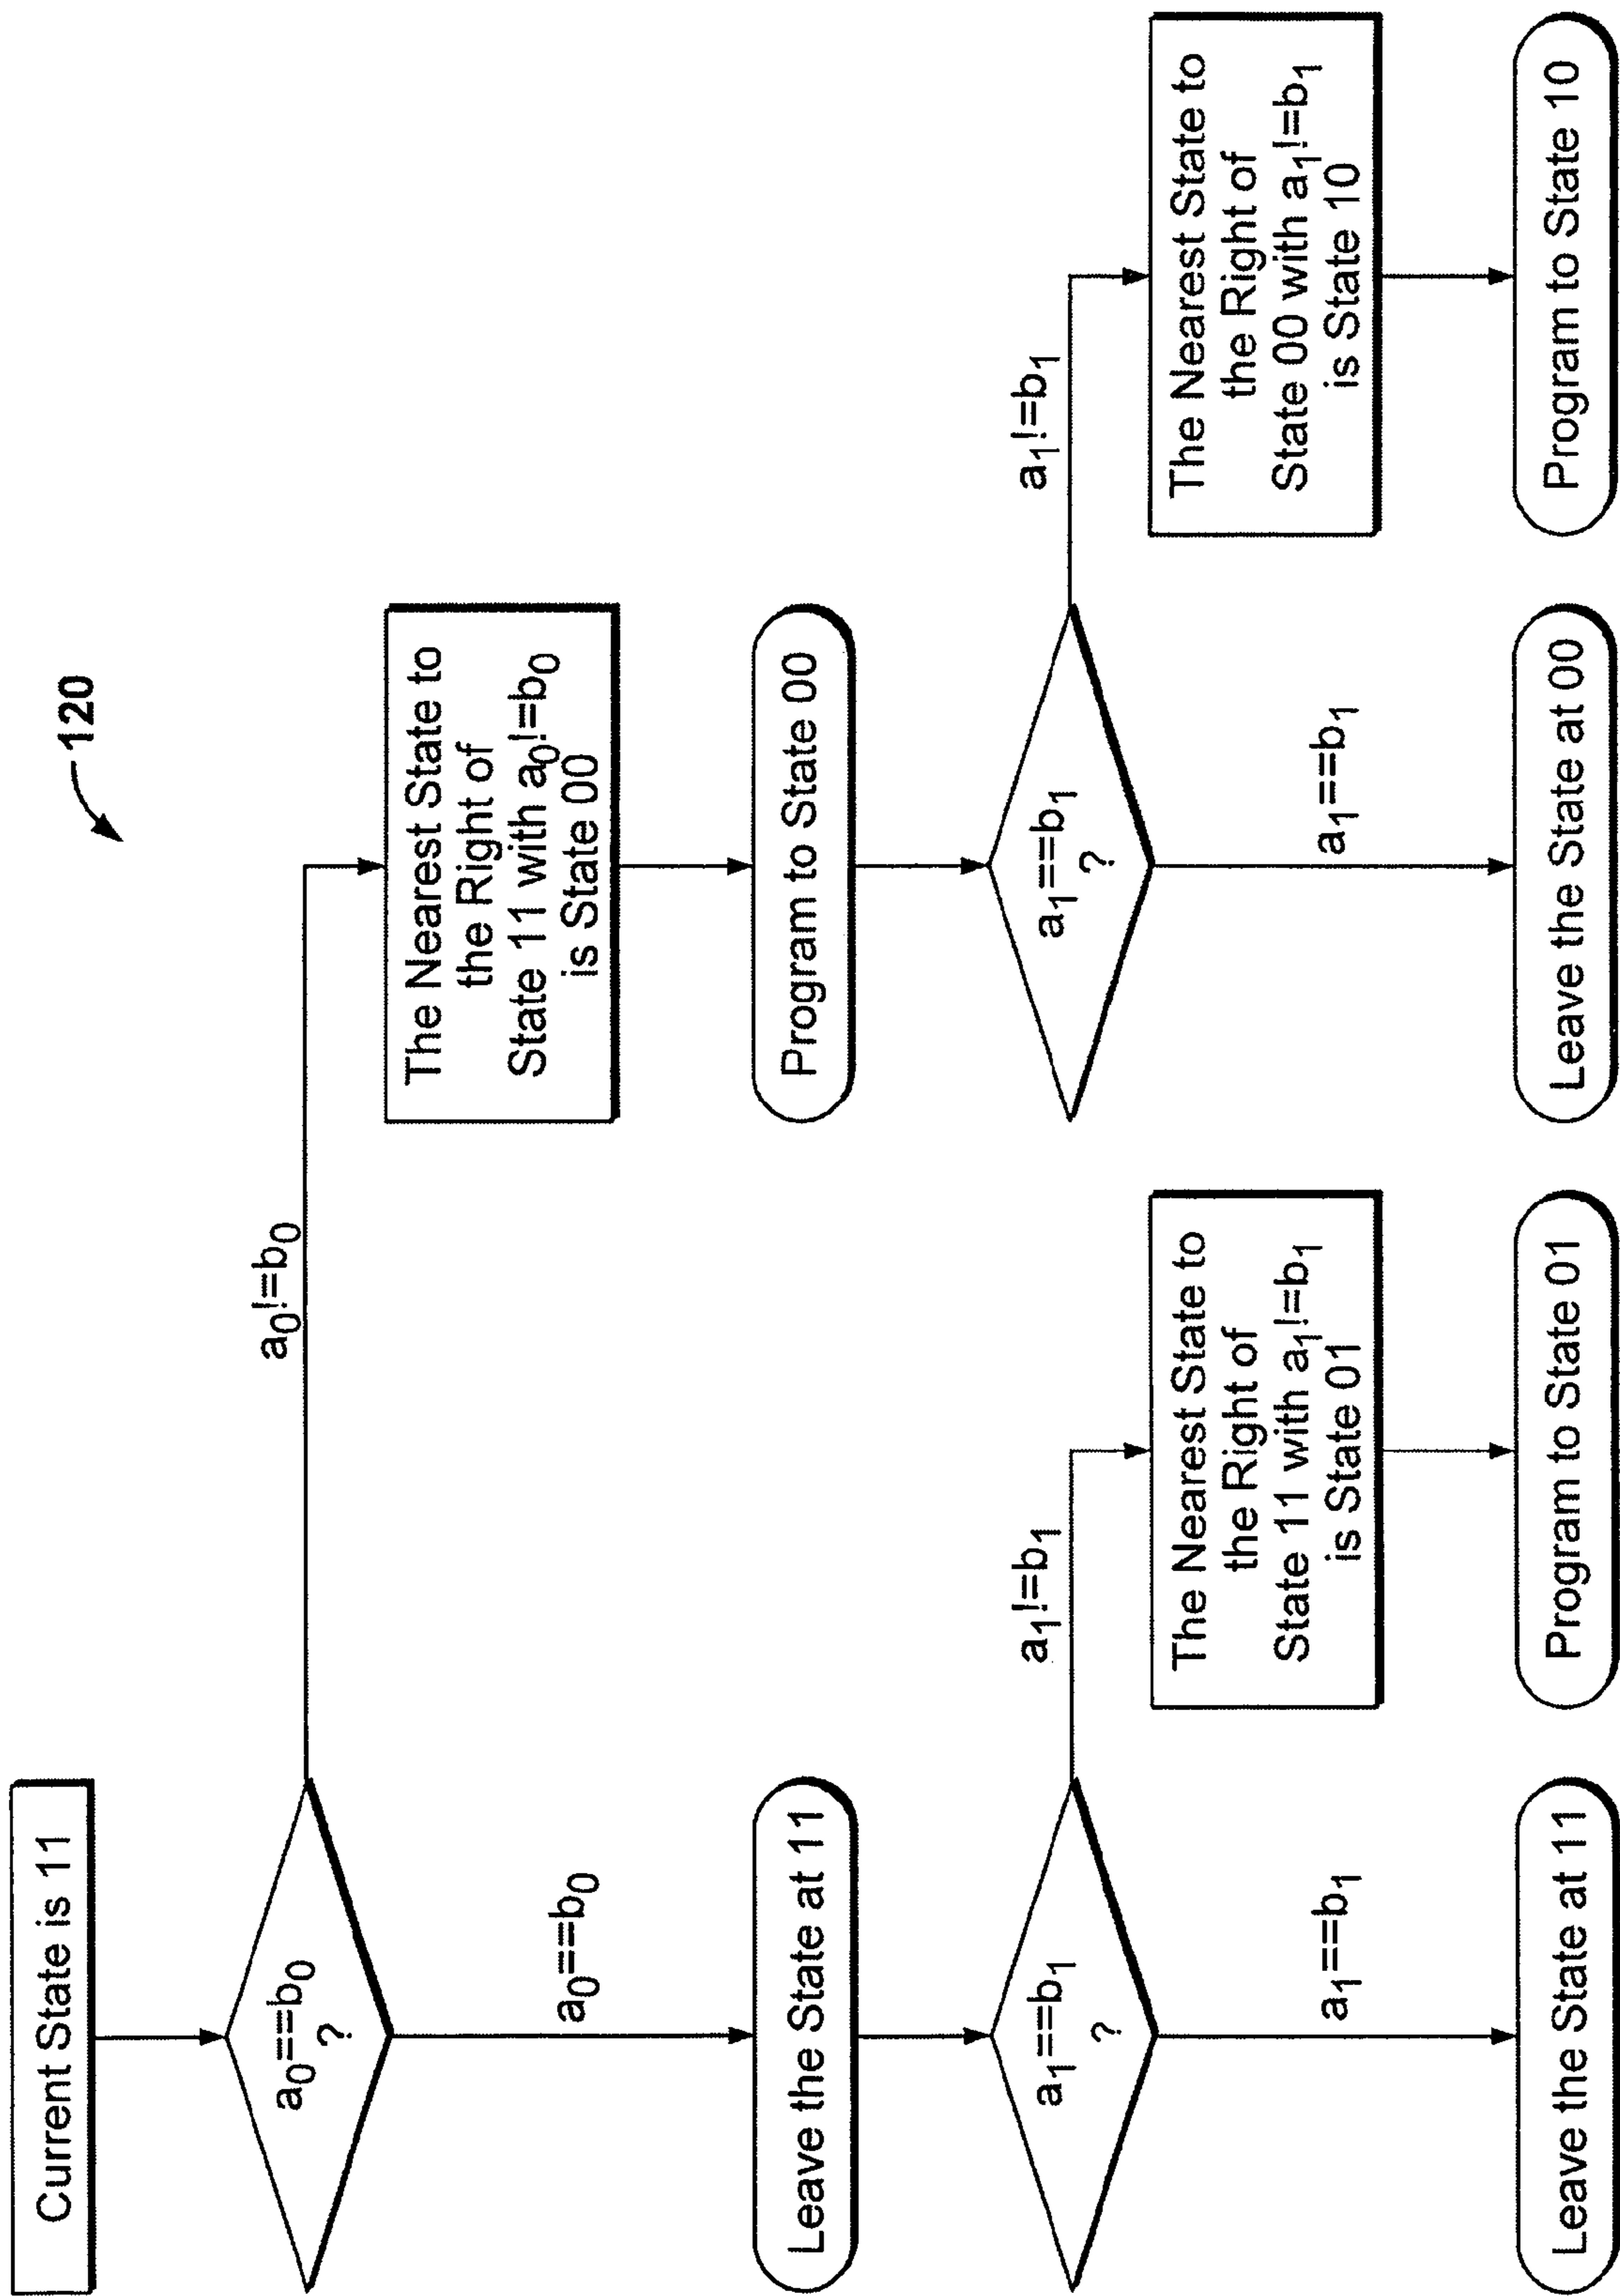 120
Current State is 11
a₀==b₀
?
a₀!=b₀
a₀==b₀
The Nearest State to
the Right of
State 11 with a₀!=b₀
is State 00
Leave the State at 11
Program to State 00
a₁==b₁
?
a₁!=b₁
a₁==b₁
a₁==b₁
?
a₁!=b₁
a₁==b₁
The Nearest State to
the Right of
State 11 with a₁!=b₁
is State 01
The Nearest State to
the Right of
State 00 with a₁!=b₁
is State 10
Leave the State at 11
Program to State 01
Leave the State at 00
Program to State 10